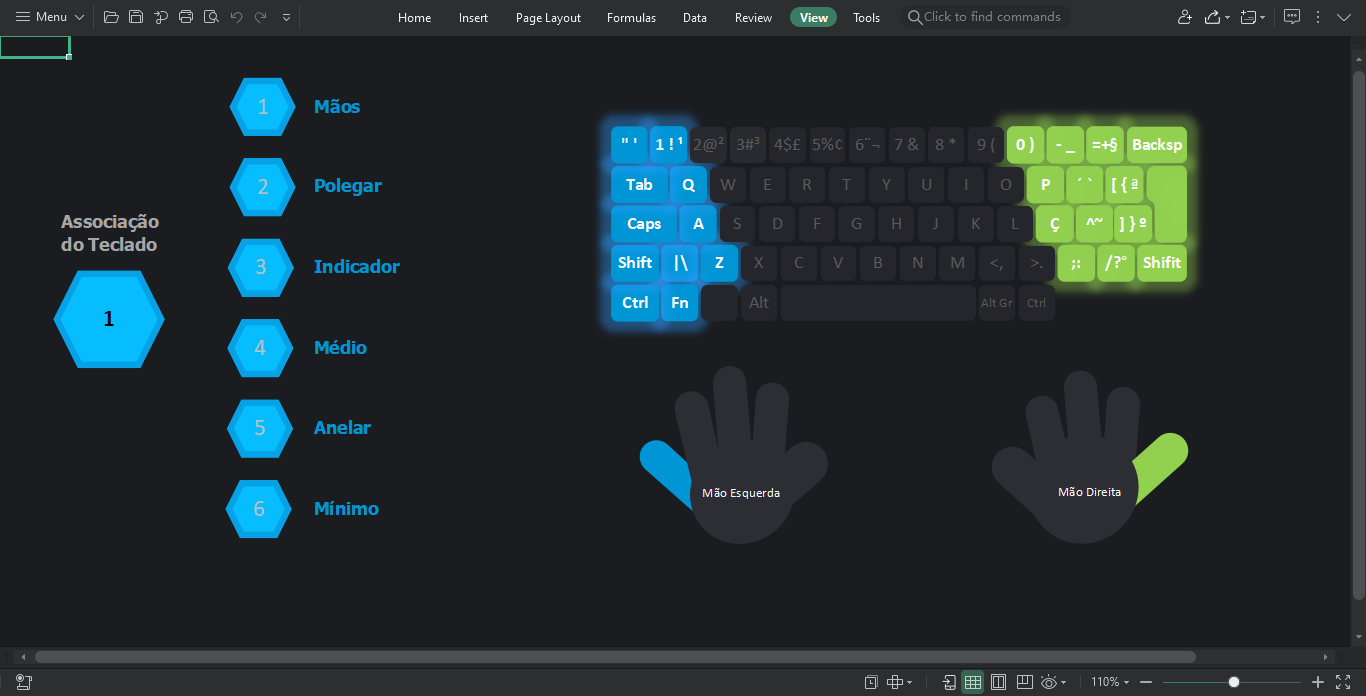 Menu
Home Insert Page Layout Formulas Data Review View Tools Click to find commands
Associação
do Teclado
1
1 Mãos
2 Polegar
3 Indicador
4 Médio
5 Anelar
6 Mínimo
" ' 1 ! ¹ 2@² 3#³ 4$£ 5%¢ 6¨¬ 7 & 8 * 9 ( 0 ) - _ =+§ Backsp
Tab Q W E R T Y U I O P ´ ` [ { ª
Caps A S D F G H J K L Ç ^~ ] } º
Shift |\ Z X C V B N M <, >. ;: /?° Shifit
Ctrl Fn Alt Alt Gr Ctrl
Mão Esquerda
Mão Direita
110%